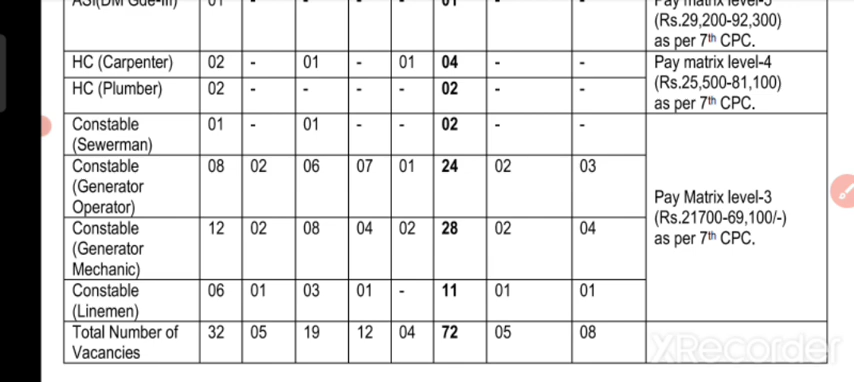 ASI(DM Gde-III) 01 - - - - 01 - - Pay matrix level-5
(Rs.29,200-92,300)
as per 7th CPC.
HC (Carpenter) 02 - 01 - 01 04 - - Pay matrix level-4
(Rs.25,500-81,100)
as per 7th CPC.
HC (Plumber) 02 - - - - 02 - -
Constable
(Sewerman) 01 - 01 - - 02 - -
Constable
(Generator
Operator) 08 02 06 07 01 24 02 03
Pay Matrix level-3
(Rs.21700-69,100/-)
as per 7th CPC.
Constable
(Generator
Mechanic) 12 02 08 04 02 28 02 04
Constable
(Linemen) 06 01 03 01 - 11 01 01
Total Number of
Vacancies 32 05 19 12 04 72 05 08
XRecorder